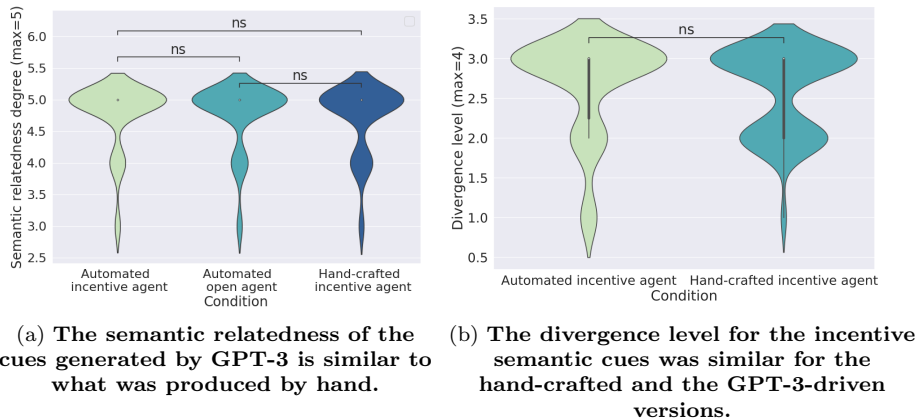 Semantic relatedness degree (max=5)
6.0
5.5
5.0
4.5
4.0
3.5
3.0
2.5
ns
ns
ns
Automated incentive agent
Automated open agent
Hand-crafted incentive agent
Condition
(a) The semantic relatedness of the
cues generated by GPT-3 is similar to
what was produced by hand.
Divergence level (max=4)
3.5
3.0
2.5
2.0
1.5
1.0
0.5
ns
Automated incentive agent
Hand-crafted incentive agent
Condition
(b) The divergence level for the incentive
semantic cues was similar for the
hand-crafted and the GPT-3-driven
versions.